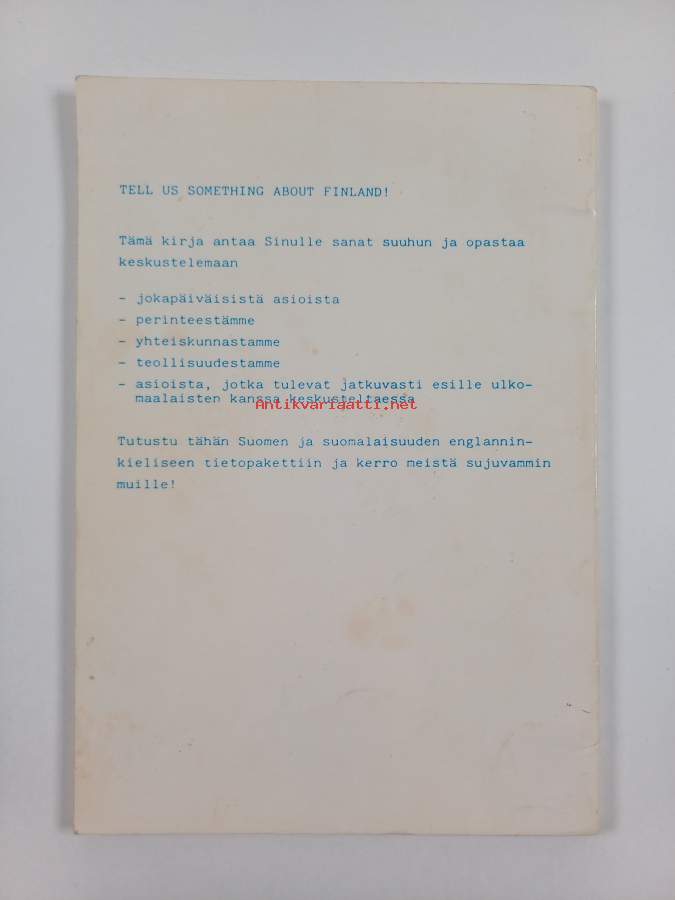 TELL US SOMETHING ABOUT FINLAND!
Tämä kirja antaa Sinulle sanat suuhun ja opastaa
keskustelemaan
- jokapäiväisistä asioista
- perinteestämme
- yhteiskunnastamme
- teollisuudestamme
- asioista, jotka tulevat jatkuvasti esille ulko-
maalaisten kanssa keskusteltaessa
Antikvariaatti.net
Tutustu tähän Suomen ja suomalaisuuden englannin-
kieliseen tietopakettiin ja kerro meistä sujuvammin
muille!